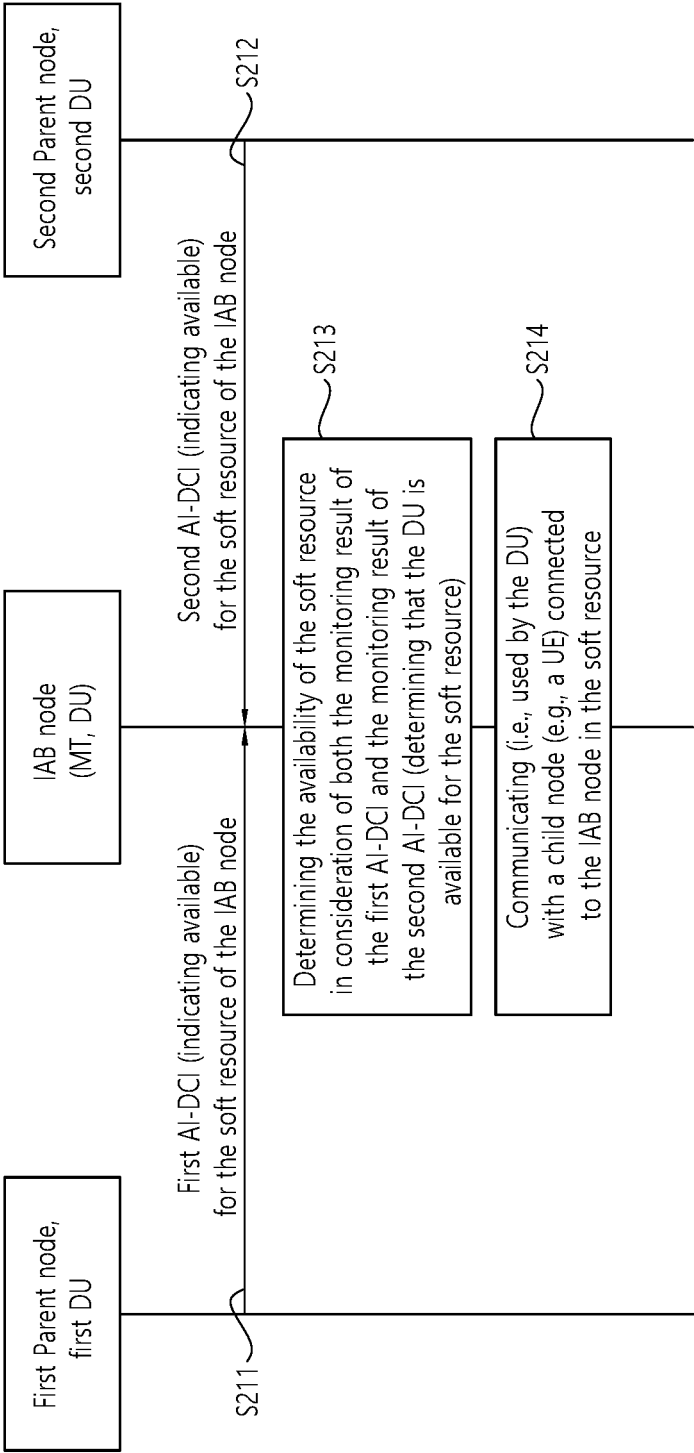 First Parent node,
first DU
IAB node
(MT, DU)
Second Parent node,
second DU
First AI-DCI (indicating available)
for the soft resource of the IAB node
S211
Second AI-DCI (indicating available)
for the soft resource of the IAB node
S212
Determining the availability of the soft resource
in consideration of both the monitoring result of
the first AI-DCI and the monitoring result of
the second AI-DCI (determining that the DU is
available for the soft resource)
S213
Communicating (i.e., used by the DU)
with a child node (e.g., a UE) connected
to the IAB node in the soft resource
S214